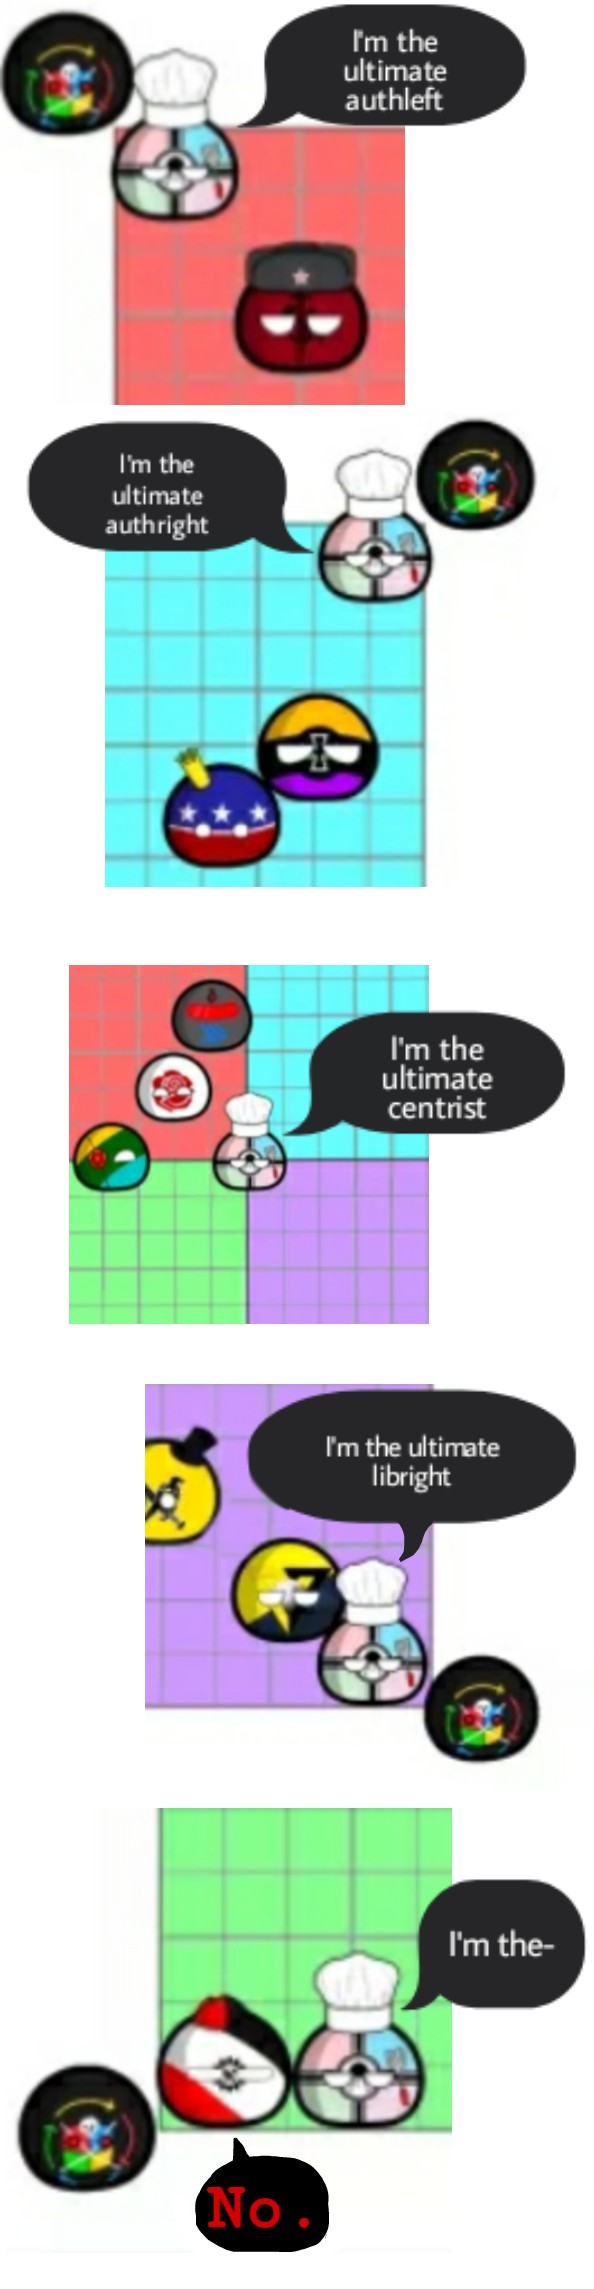 I'm the
ultimate
authleft
I'm the
ultimate
authright
I'm the
ultimate
centrist
I'm the ultimate
libright
I'm the-
No.